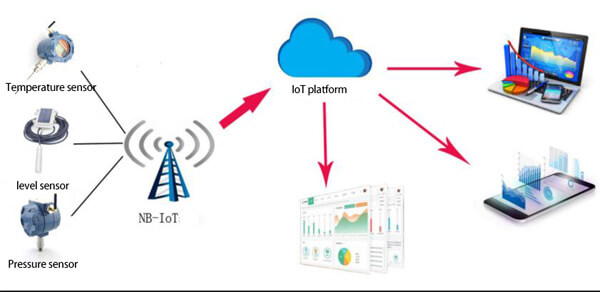 Temperature sensor
level sensor
Pressure sensor
NB-IoT
IoT platform